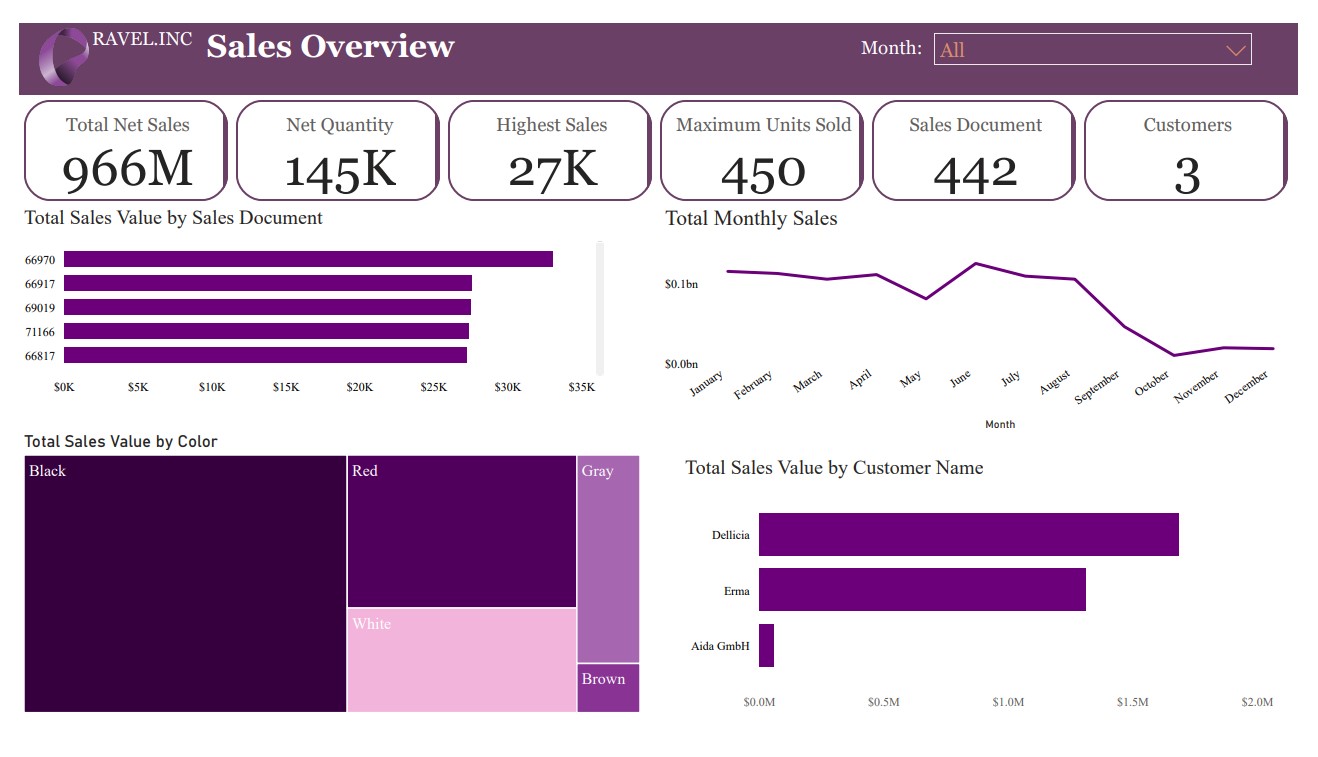 RAVEL.INC
Sales Overview
Month:
All
Total Net Sales
966M
Net Quantity
145K
Highest Sales
27K
Maximum Units Sold
450
Sales Document
442
Customers
3
Total Sales Value by Sales Document
66970
66917
69019
71166
66817
$0K $5K $10K $15K $20K $25K $30K $35K
Total Monthly Sales
$0.1bn
$0.0bn
January February March April May June July August September October November December
Month
Total Sales Value by Color
Black
Red
Gray
White
Brown
Total Sales Value by Customer Name
Dellicia
Erma
Aida GmbH
$0.0M $0.5M $1.0M $1.5M $2.0M